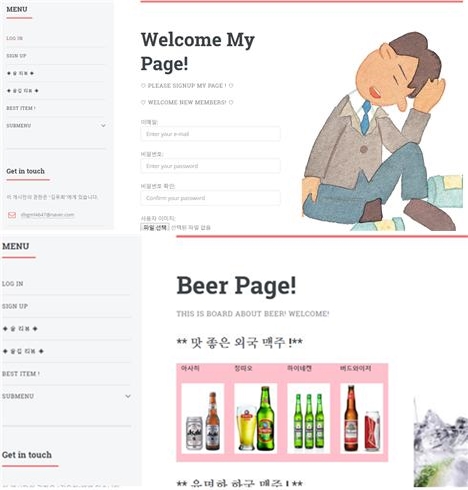 MENU
LOG IN
SIGN UP
◈ 술 리뷰 ◈
◈ 술집 리뷰 ◈
BEST ITEM !
SUBMENU
Get in touch
이 게시판의 권한은 "김유희"에게 있습니다.
dbgml4647@naver.com
Welcome My
Page!
♡ PLEASE SIGNUP MY PAGE ! ♡
♡ WELCOME NEW MEMBERS! ♡
이메일:
Enter your e-mail
비밀번호:
Enter your password
비밀번호 확인:
Confirm your password
사용자 이미지:
파일 선택 선택된 파일 없음
MENU
LOG IN
SIGN UP
◈ 술 리뷰 ◈
◈ 술집 리뷰 ◈
BEST ITEM !
SUBMENU
Get in touch
Beer Page!
THIS IS BOARD ABOUT BEER! WELCOME!
** 맛 좋은 외국 맥주 !**
아사히 칭따오 하이네켄 버드와이저
** 유명한 한국 맥주 !**